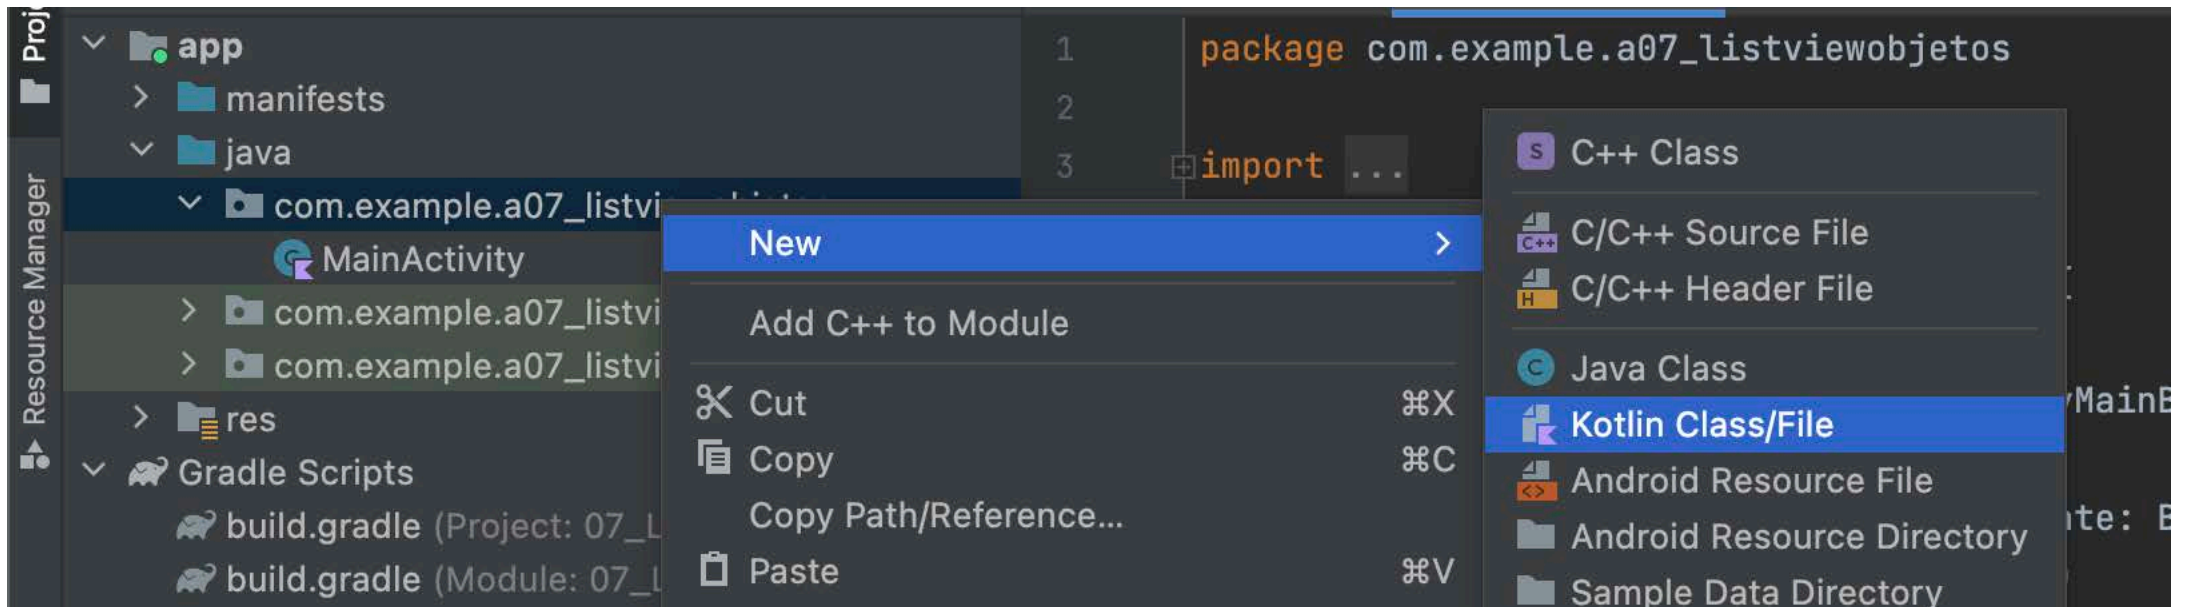 app
manifests
java
com.example.a07_listvi
MainActivity
com.example.a07_listvi
com.example.a07_listvi
res
Gradle Scripts
build.gradle (Project: 07_L
build.gradle (Module: 07_L
Proj
Resource Manager
1 package com.example.a07_listviewobjetos
2
3 import ...
New
Add C++ to Module
Cut ⌘X
Copy ⌘C
Copy Path/Reference...
Paste ⌘V
S C++ Class
C++ C/C++ Source File
H C/C++ Header File
C Java Class
Kotlin Class/File
<> Android Resource File
Android Resource Directory
Sample Data Directory
MainB
te: B